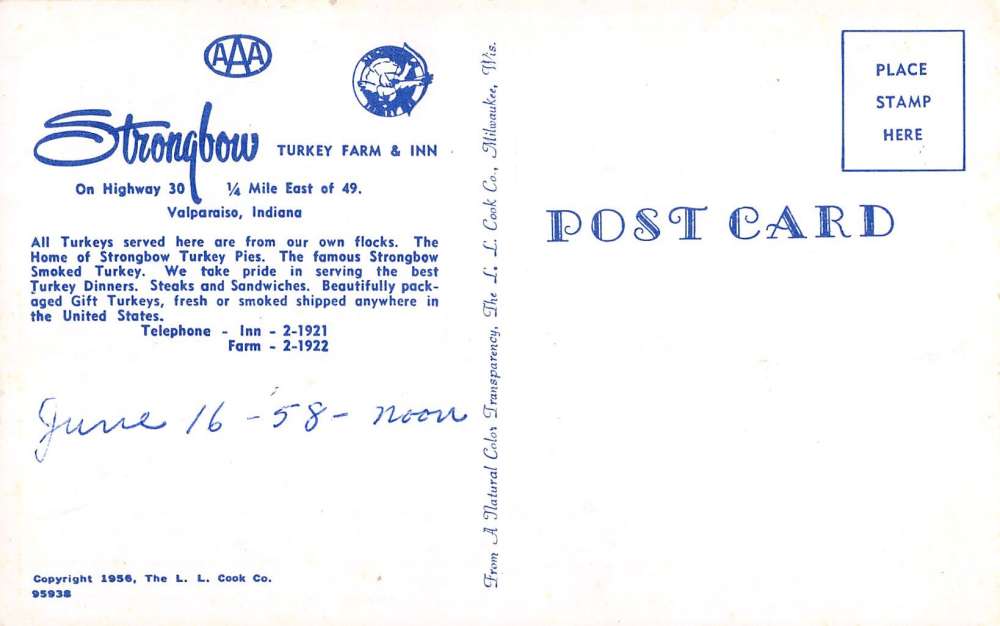 AAA
Strongbow TURKEY FARM & INN
On Highway 30 ¼ Mile East of 49.
Valparaiso, Indiana
All Turkeys served here are from our own flocks. The
Home of Strongbow Turkey Pies. The famous Strongbow
Smoked Turkey. We take pride in serving the best
Turkey Dinners. Steaks and Sandwiches. Beautifully pack-
aged Gift Turkeys, fresh or smoked shipped anywhere in
the United States.
Telephone - Inn - 2-1921
Farm - 2-1922
June 16 - '58 - noon
Copyright 1956, The L. L. Cook Co.
95938
From A Natural Color Transparency, The L. L. Cook Co., Milwaukee, Wis.
PLACE
STAMP
HERE
POST CARD